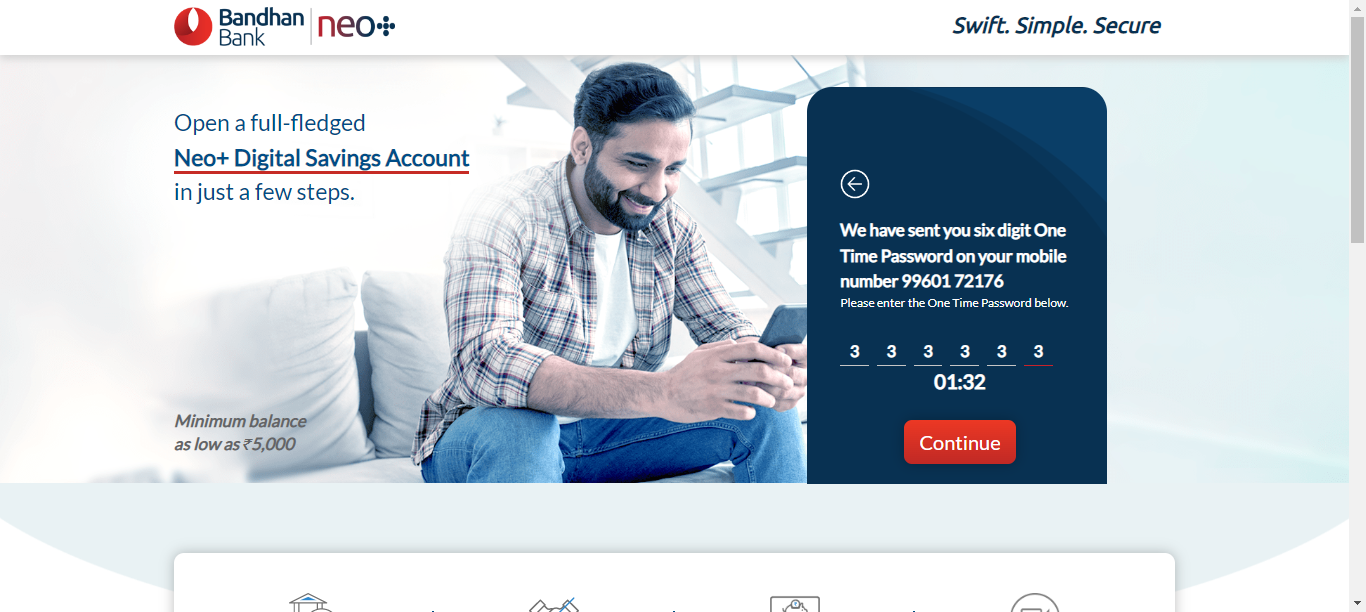 Bandhan
Bank
neo+
Swift. Simple. Secure
Open a full-fledged
Neo+ Digital Savings Account
in just a few steps.
Minimum balance
as low as ₹5,000
We have sent you six digit One
Time Password on your mobile
number 99601 72176
Please enter the One Time Password below.
3 3 3 3 3 3
01:32
Continue